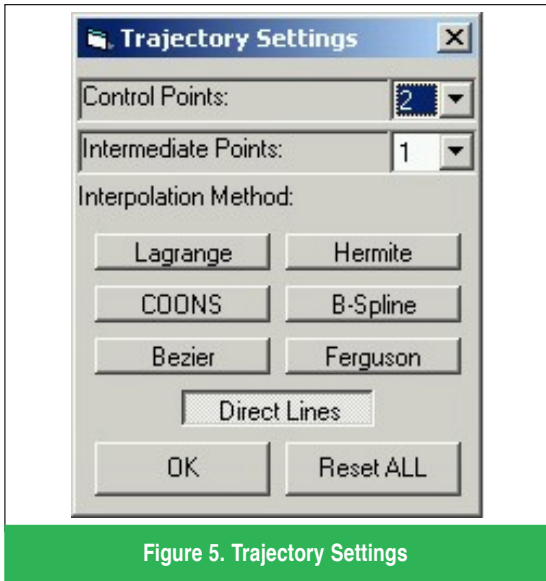 Trajectory Settings
Control Points: 2
Intermediate Points: 1
Interpolation Method:
Lagrange Hermite
COONS B-Spline
Bezier Ferguson
Direct Lines
OK Reset ALL
Figure 5. Trajectory Settings